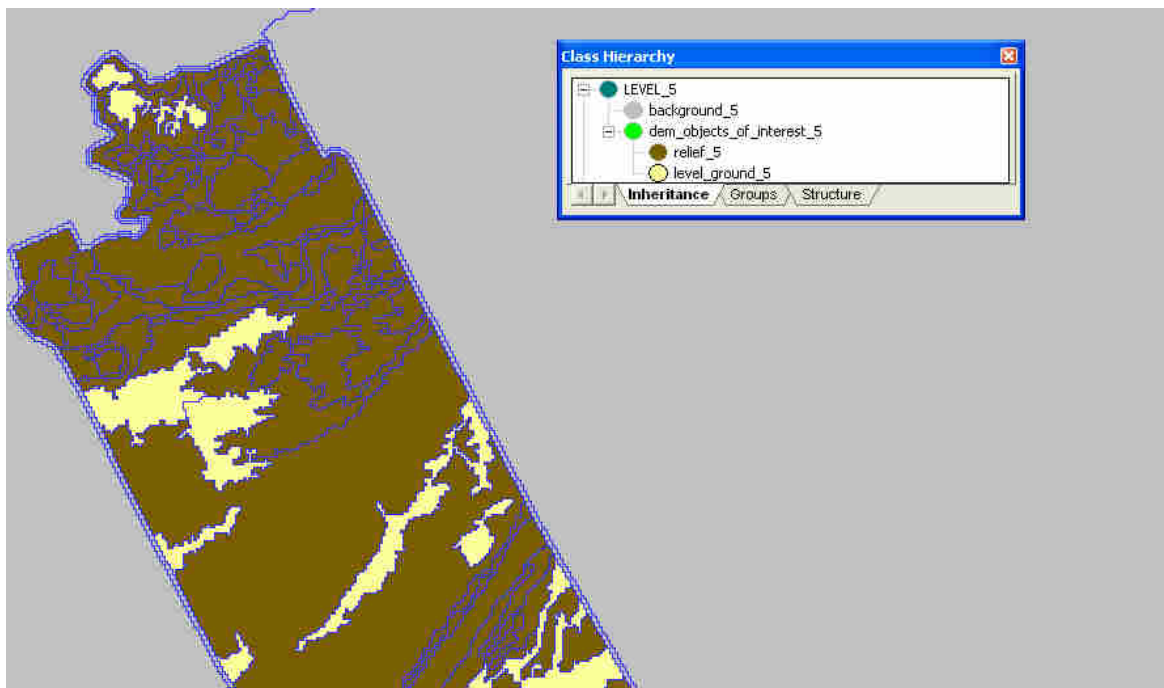 Class Hierarchy
LEVEL_5
background_5
dem_objects_of_interest_5
relief_5
level_ground_5
Inheritance Groups Structure